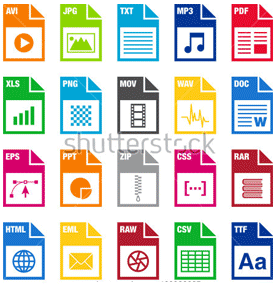 AVI JPG TXT MP3 PDF
XLS PNG MOV WAV DOC
W
shutterstock
EPS PPT ZIP CSS RAR
[...]
HTML EML RAW CSV TTF
Aa